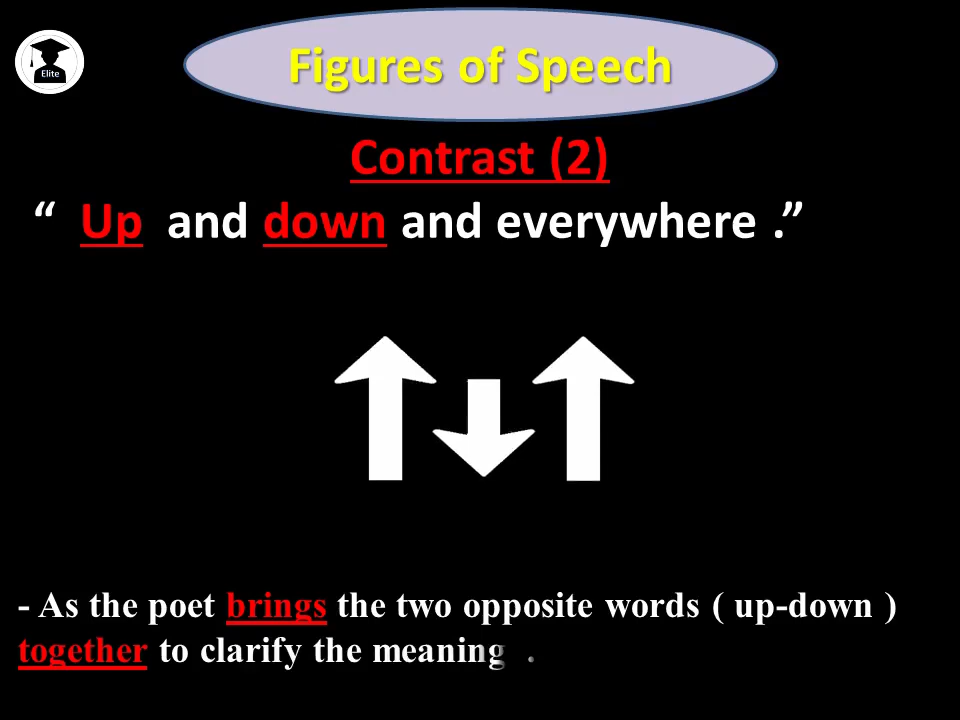 Elite
Figures of Speech
Contrast (2)
“ Up and down and everywhere .”
- As the poet brings the two opposite words ( up-down )
together to clarify the meaning .